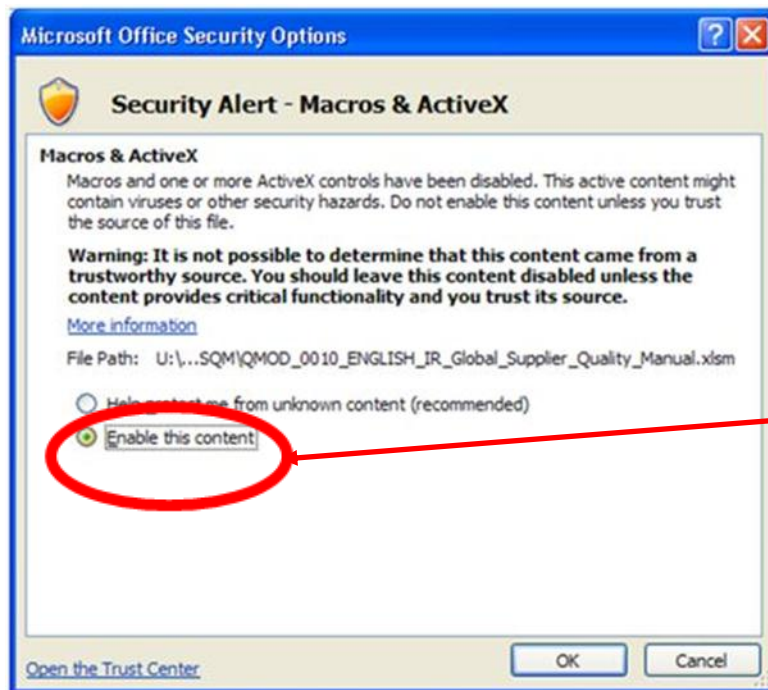 Microsoft Office Security Options
Security Alert - Macros & ActiveX
Macros & ActiveX
Macros and one or more ActiveX controls have been disabled. This active content might
contain viruses or other security hazards. Do not enable this content unless you trust
the source of this file.
Warning: It is not possible to determine that this content came from a
trustworthy source. You should leave this content disabled unless the
content provides critical functionality and you trust its source.
More information
File Path: U:\...SQM\QMOD_0010_ENGLISH_IR_Global_Supplier_Quality_Manual.xlsm
Help protect me from unknown content (recommended)
Enable this content
Open the Trust Center
OK
Cancel